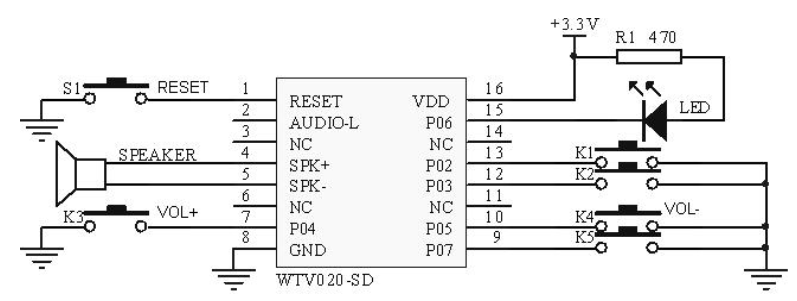 +3.3V
R1 470
S1 RESET 1 16
RESET VDD
2 15 LED
AUDIO-L P06
3 14
NC NC
SPEAKER 4 13 K1
SPK+ P02
5 12 K2
SPK- P03
6 11
NC NC
K3 VOL+ 7 10 K4 VOL-
P04 P05
8 9 K5
GND P07
WTV020-SD